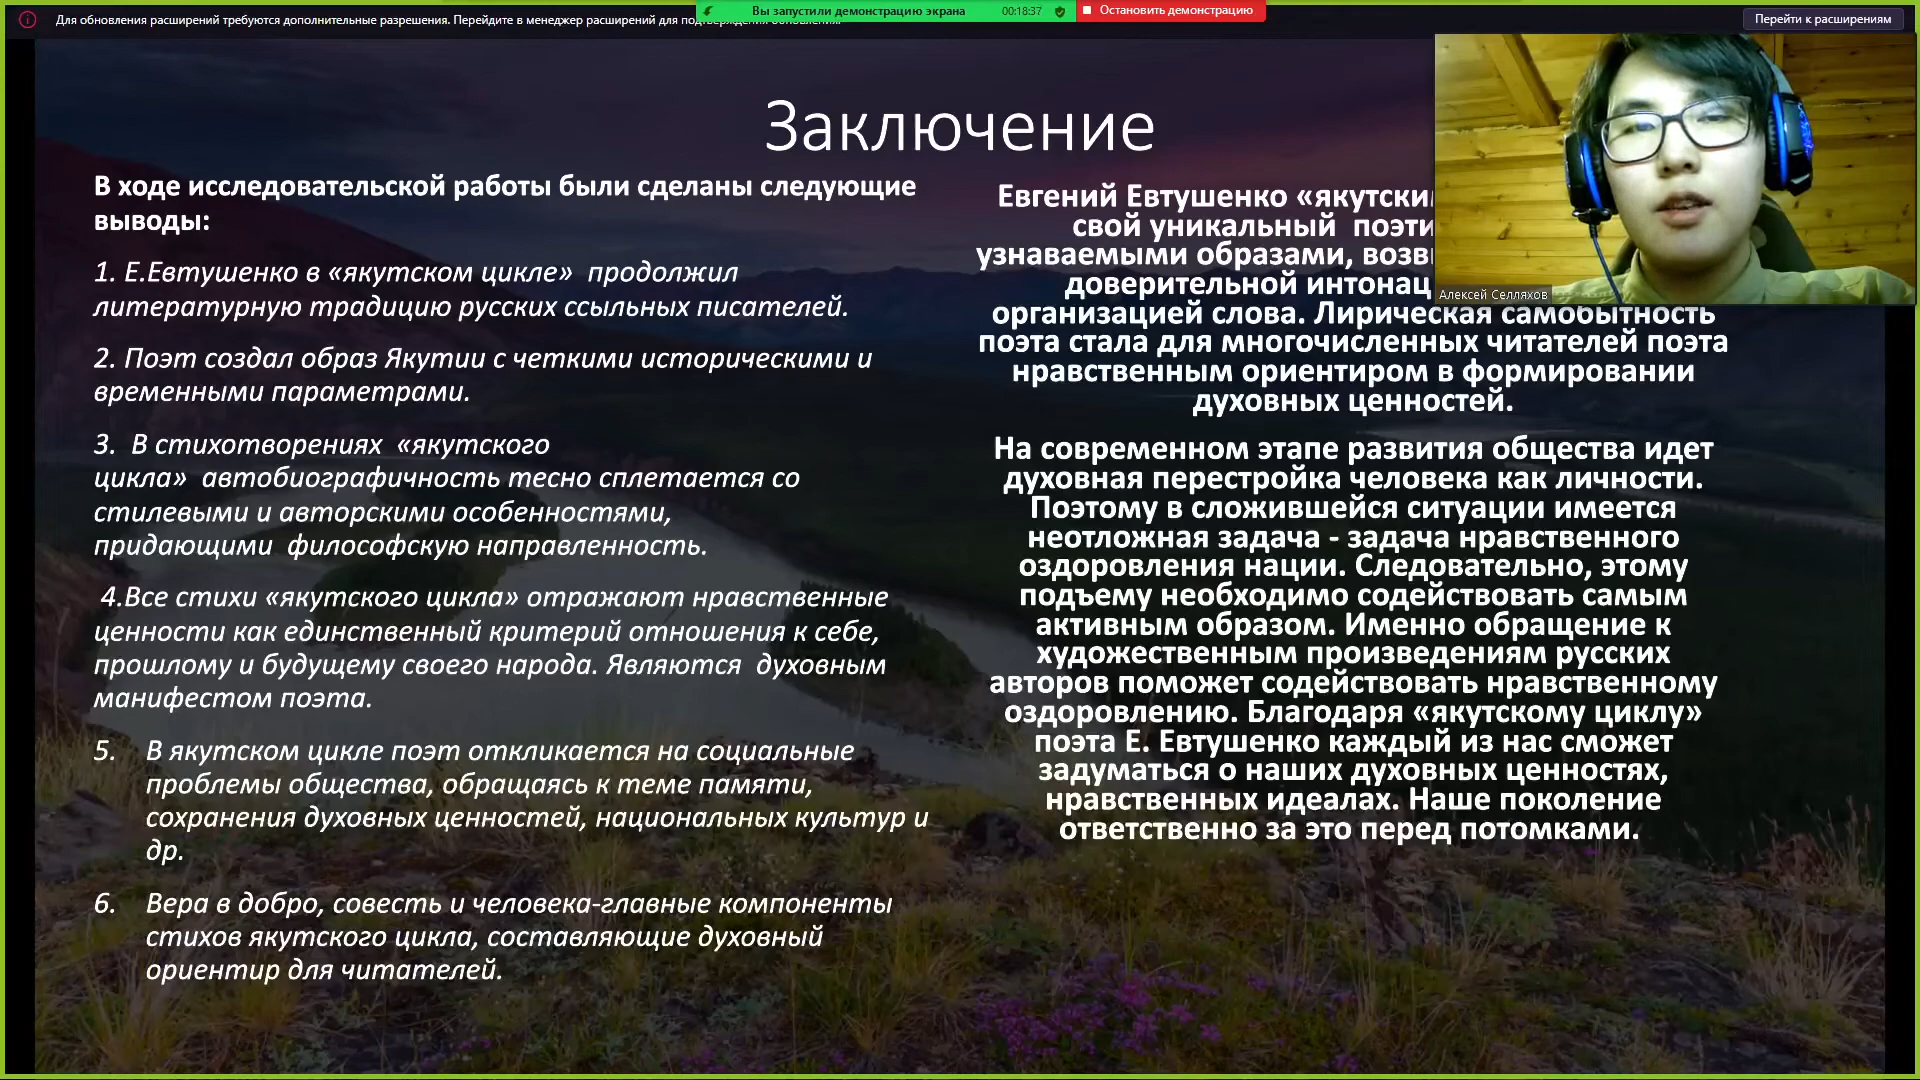 Для обновления расширений требуются дополнительные разрешения. Перейдите в менеджер расширений для
Вы запустили демонстрацию экрана 00:18:37 Остановить демонстрацию
Перейти к расширениям
Алексей Селляхов
Заключение
В ходе исследовательской работы были сделаны следующие
выводы:
1. Е.Евтушенко в «якутском цикле» продолжил
литературную традицию русских ссыльных писателей.
2. Поэт создал образ Якутии с четкими историческими и
временными параметрами.
3. В стихотворениях «якутского
цикла» автобиографичность тесно сплетается со
стилевыми и авторскими особенностями,
придающими философскую направленность.
4.Все стихи «якутского цикла» отражают нравственные
ценности как единственный критерий отношения к себе,
прошлому и будущему своего народа. Являются духовным
манифестом поэта.
5. В якутском цикле поэт откликается на социальные
проблемы общества, обращаясь к теме памяти,
сохранения духовных ценностей, национальных культур и
др.
6. Вера в добро, совесть и человека-главные компоненты
стихов якутского цикла, составляющие духовный
ориентир для читателей.
Евгений Евтушенко
свой уникальный
узнаваемыми образами,
доверительной
организацией слова. Лирическая самобытность
поэта стала для многочисленных читателей поэта
нравственным ориентиром в формировании
духовных ценностей.
На современном этапе развития общества идет
духовная перестройка человека как личности.
Поэтому в сложившейся ситуации имеется
неотложная задача - задача нравственного
оздоровления нации. Следовательно, этому
подъему необходимо содействовать самым
активным образом. Именно обращение к
художественным произведениям русских
авторов поможет содействовать нравственному
оздоровлению. Благодаря «якутскому циклу»
поэта Е. Евтушенко каждый из нас сможет
задуматься о наших духовных ценностях,
нравственных идеалах. Наше поколение
ответственно за это перед потомками.